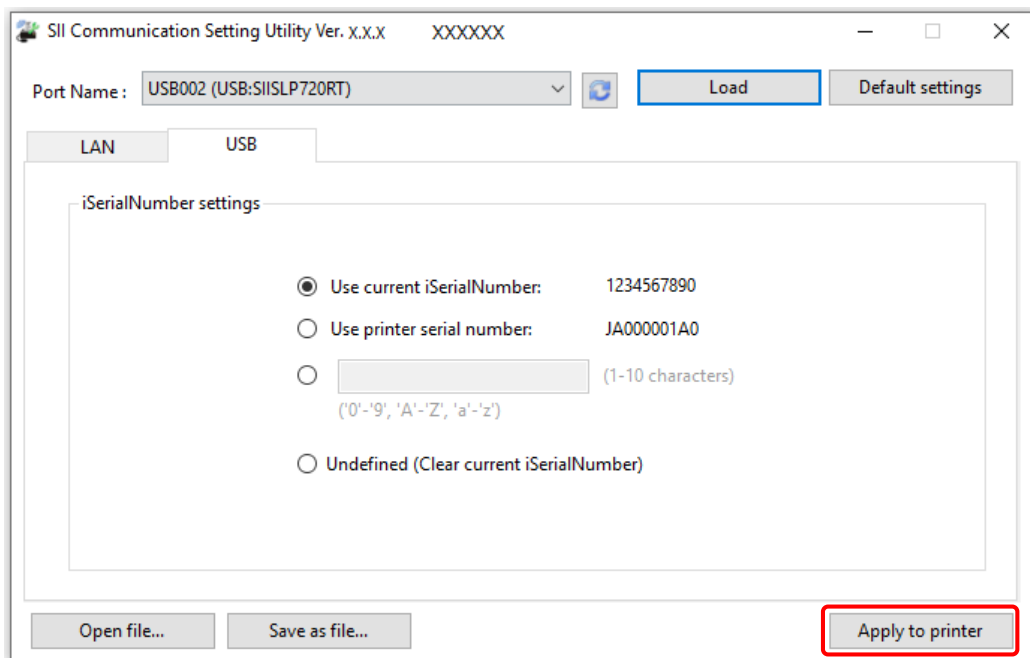 SII Communication Setting Utility Ver. x.x.x XXXXXX
Port Name : USB002 (USB:SIISLP720RT) Load Default settings
LAN USB
iSerialNumber settings
Use current iSerialNumber: 1234567890
Use printer serial number: JA000001A0
(1-10 characters)
('0'-'9', 'A'-'Z', 'a'-'z')
Undefined (Clear current iSerialNumber)
Open file... Save as file... Apply to printer